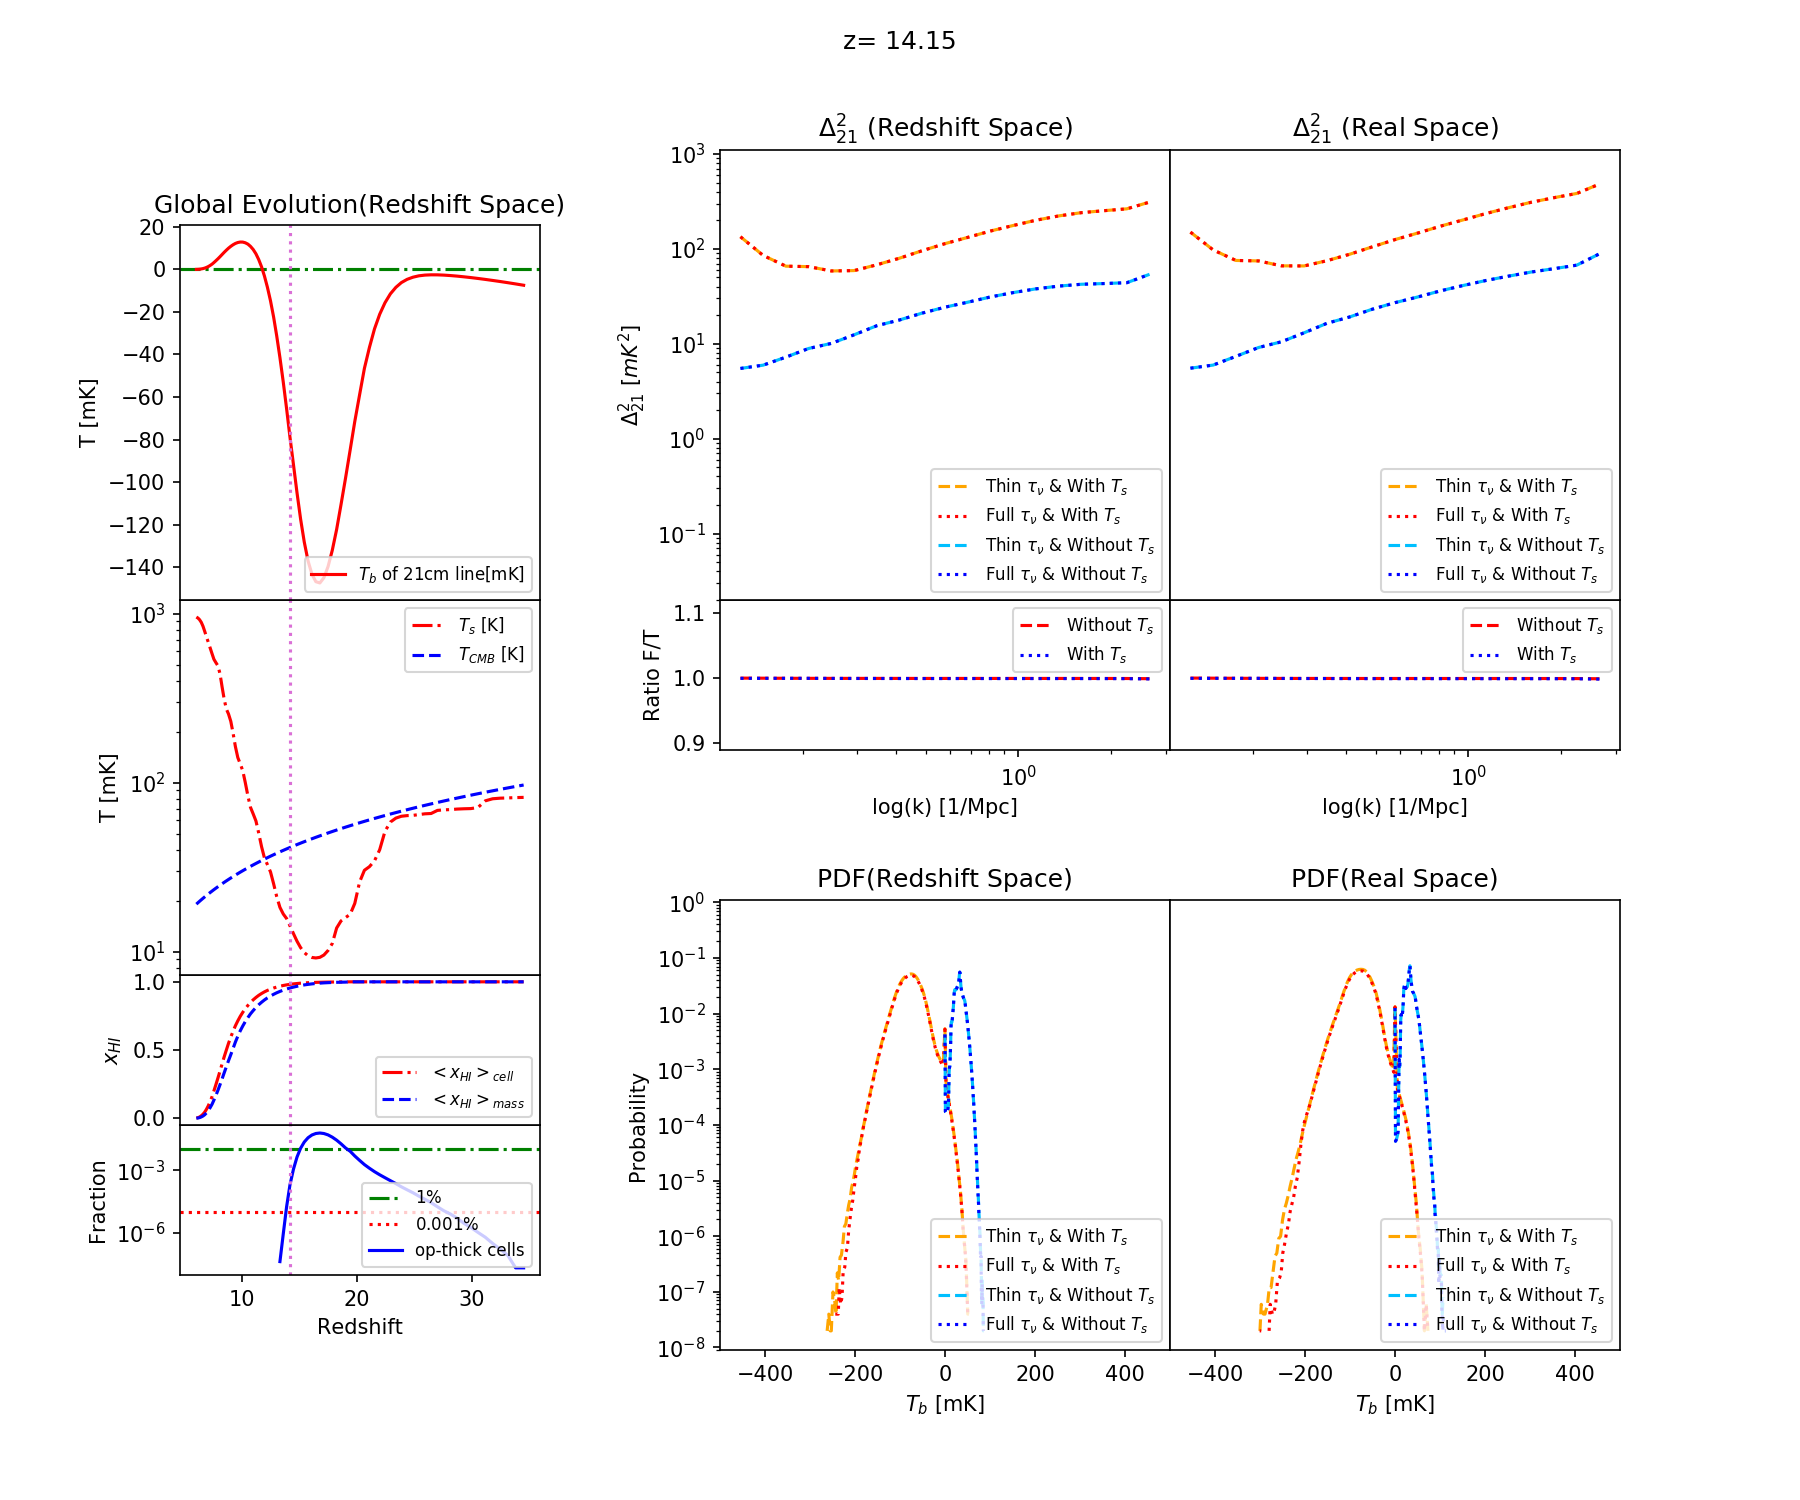 z= 14.15
Global Evolution(Redshift Space)
20
0
−20
−40
−60
−80
−100
−120
−140
T [mK]
T_b of 21cm line[mK]
10^3
10^2
10^1
T [mK]
T_s [K]
T_CMB [K]
1.0
0.5
0.0
x_HI
< x_HI >_cell
< x_HI >_mass
10^−3
10^−6
Fraction
1%
0.001%
op-thick cells
10 20 30
Redshift
Δ^2_21 (Redshift Space)
Δ^2_21 (Real Space)
10^3
10^2
10^1
10^0
10^−1
Δ^2_21 [mK^2]
Thin τ_ν & With T_s
Full τ_ν & With T_s
Thin τ_ν & Without T_s
Full τ_ν & Without T_s
Thin τ_ν & With T_s
Full τ_ν & With T_s
Thin τ_ν & Without T_s
Full τ_ν & Without T_s
1.1
1.0
0.9
Ratio F/T
Without T_s
With T_s
Without T_s
With T_s
10^0
10^0
log(k) [1/Mpc]
log(k) [1/Mpc]
PDF(Redshift Space)
PDF(Real Space)
10^0
10^−1
10^−2
10^−3
10^−4
10^−5
10^−6
10^−7
10^−8
Probability
Thin τ_ν & With T_s
Full τ_ν & With T_s
Thin τ_ν & Without T_s
Full τ_ν & Without T_s
Thin τ_ν & With T_s
Full τ_ν & With T_s
Thin τ_ν & Without T_s
Full τ_ν & Without T_s
−400 −200 0 200 400
−400 −200 0 200 400
T_b [mK]
T_b [mK]